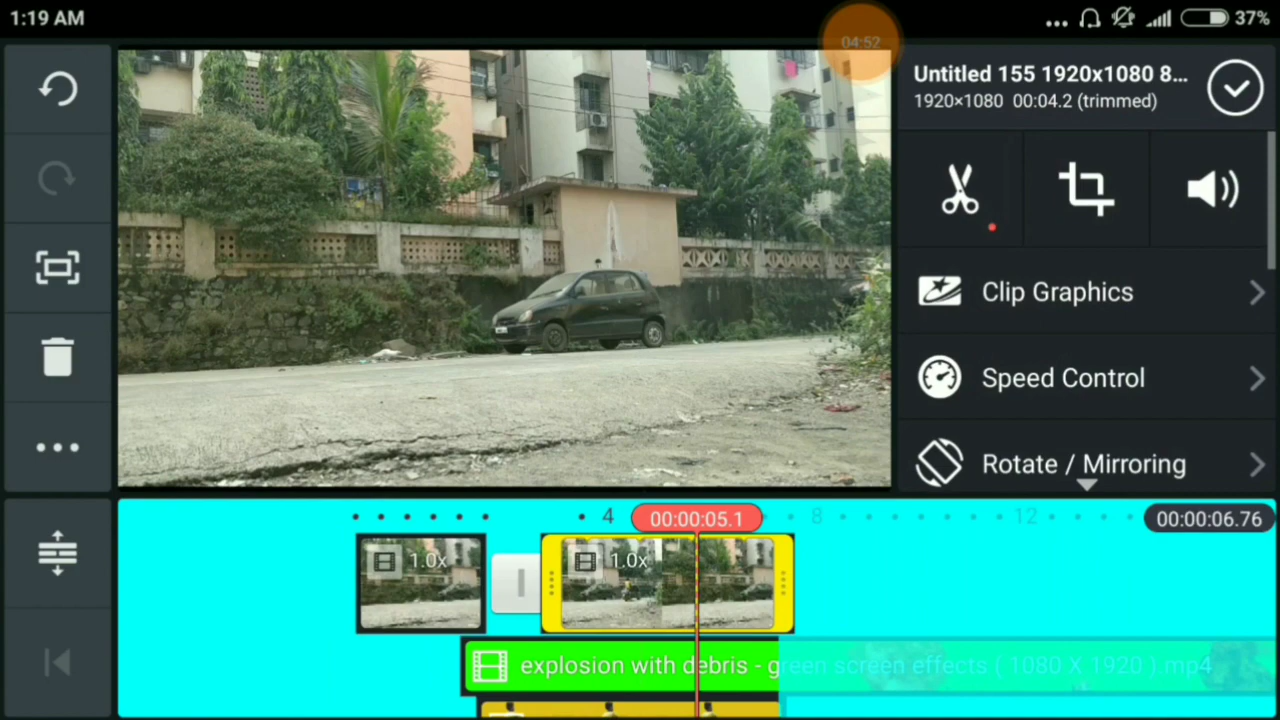 1:19 AM
37%
04:52
Untitled 155 1920x1080 8...
1920×1080 00:04.2 (trimmed)
Clip Graphics
Speed Control
Rotate / Mirroring
4
00:00:05.1
8
12
00:00:06.76
1.0x
1.0x
explosion with debris - green screen effects ( 1080 X 1920 ).mp4